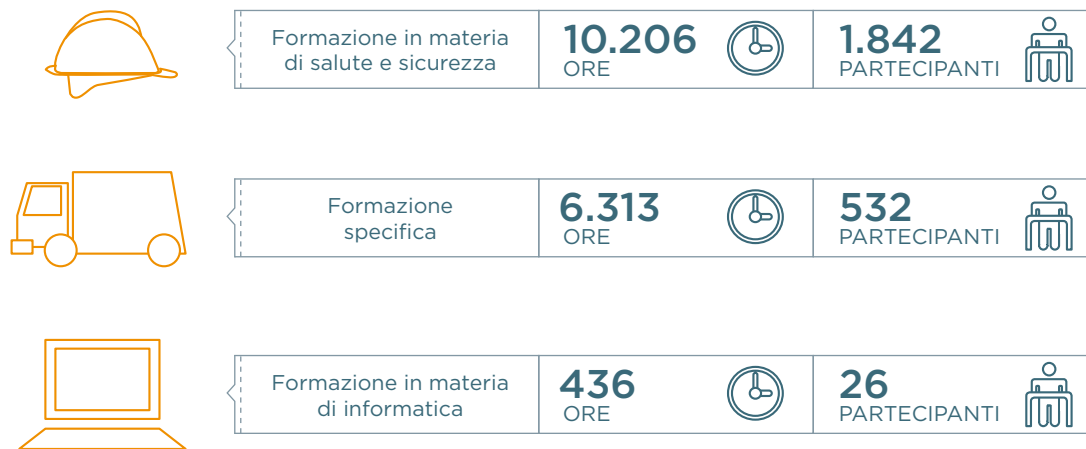 Formazione in materia
di salute e sicurezza
10.206
ORE
1.842
PARTECIPANTI
Formazione
specifica
6.313
ORE
532
PARTECIPANTI
Formazione in materia
di informatica
436
ORE
26
PARTECIPANTI